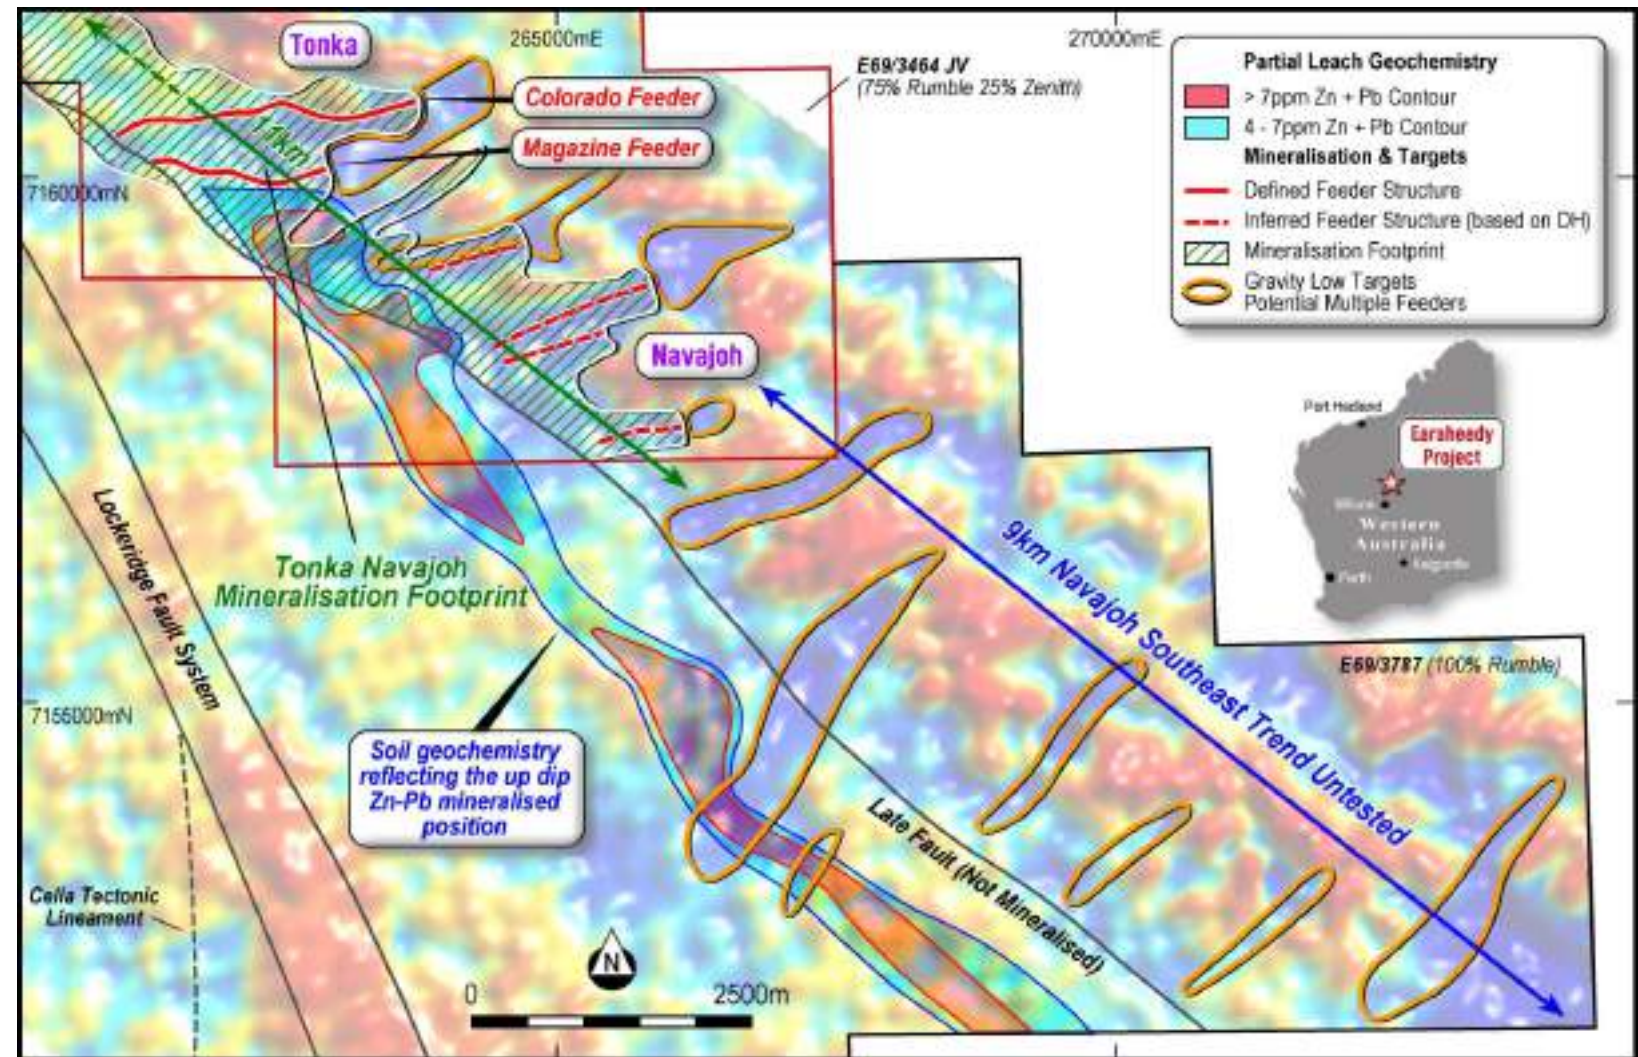 Tonka
265000mE
270000mE
E69/3464 JV
(75% Rumble 25% Zenith)
Colorado Feeder
Magazine Feeder
11km
7160000mN
Partial Leach Geochemistry
> 7ppm Zn + Pb Contour
4 - 7ppm Zn + Pb Contour
Mineralisation & Targets
Defined Feeder Structure
Inferred Feeder Structure (based on DH)
Mineralisation Footprint
Gravity Low Targets
Potential Multiple Feeders
Navajoh
Port Hedland
Earaheedy
Project
Western
Australia
Kalgoorlie
Perth
Lockeridge Fault System
Tonka Navajoh
Mineralisation Footprint
9km Navajoh Southeast Trend Untested
E69/3787 (100% Rumble)
7155000mN
Soil geochemistry
reflecting the up dip
Zn-Pb mineralised
position
Late Fault (Not Mineralised)
Celia Tectonic
Lineament
N
0
2500m